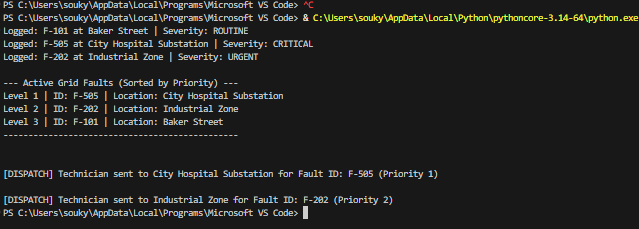 PS C:\Users\souky\AppData\Local\Programs\Microsoft VS Code> ^C
PS C:\Users\souky\AppData\Local\Programs\Microsoft VS Code> & C:\Users\souky\AppData\Local\Python\pythoncore-3.14-64\python.exe
Logged: F-101 at Baker Street | Severity: ROUTINE
Logged: F-505 at City Hospital Substation | Severity: CRITICAL
Logged: F-202 at Industrial Zone | Severity: URGENT
--- Active Grid Faults (Sorted by Priority) ---
Level 1 | ID: F-505 | Location: City Hospital Substation
Level 2 | ID: F-202 | Location: Industrial Zone
Level 3 | ID: F-101 | Location: Baker Street
-----------------------------------------------
[DISPATCH] Technician sent to City Hospital Substation for Fault ID: F-505 (Priority 1)
[DISPATCH] Technician sent to Industrial Zone for Fault ID: F-202 (Priority 2)
PS C:\Users\souky\AppData\Local\Programs\Microsoft VS Code>